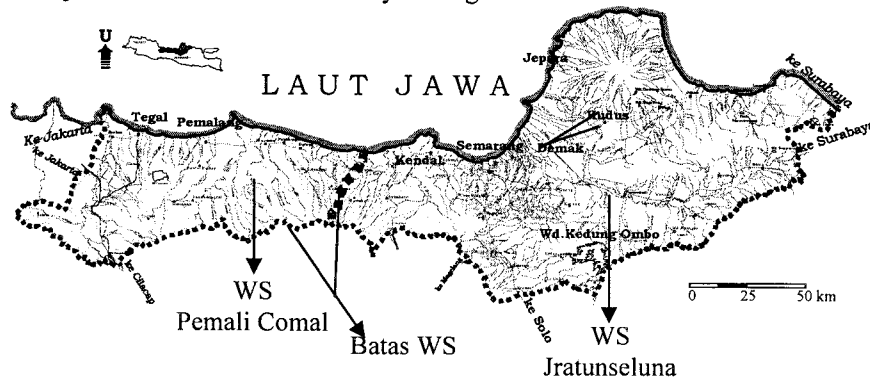 U
LAUT JAWA
Jepara
ke Surabaya
Kudus
Tegal
Pemalang
Ke Jakarta
ke Jakarta
Semarang
Demak
ke Surabaya
Kendal
Wd.Kedung Ombo
ke Cilacap
ke Solo
0 25 50 km
WS
Pemali Comal
Batas WS
WS
Jratunseluna